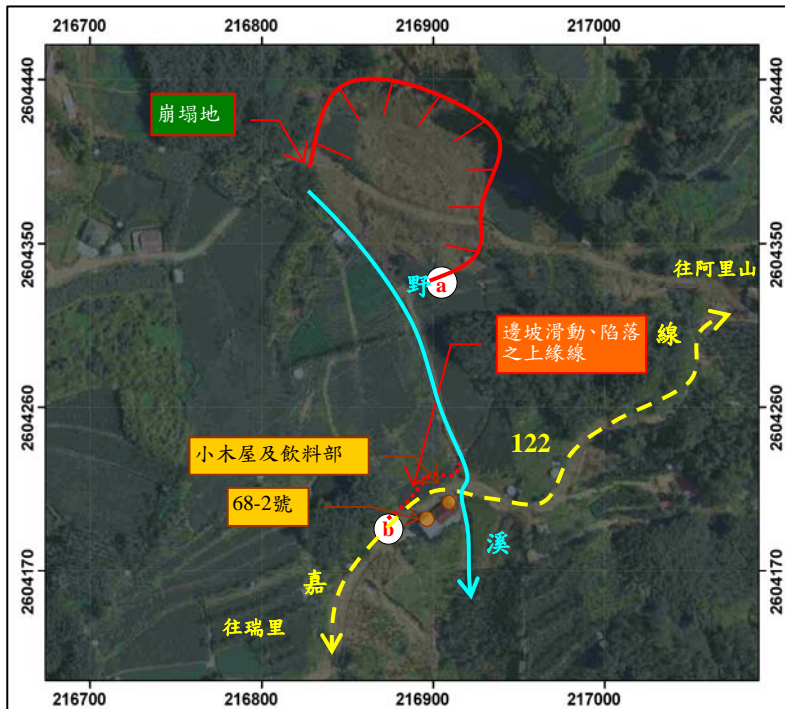 216700
216800
216900
217000
2604440
2604440
崩塌地
2604350
2604350
往阿里山
野
a
邊坡滑動、陷落
之上緣線
線
2604260
2604260
122
小木屋及飲料部
68-2號
b
溪
2604170
2604170
嘉
往瑞里
216700
216800
216900
217000